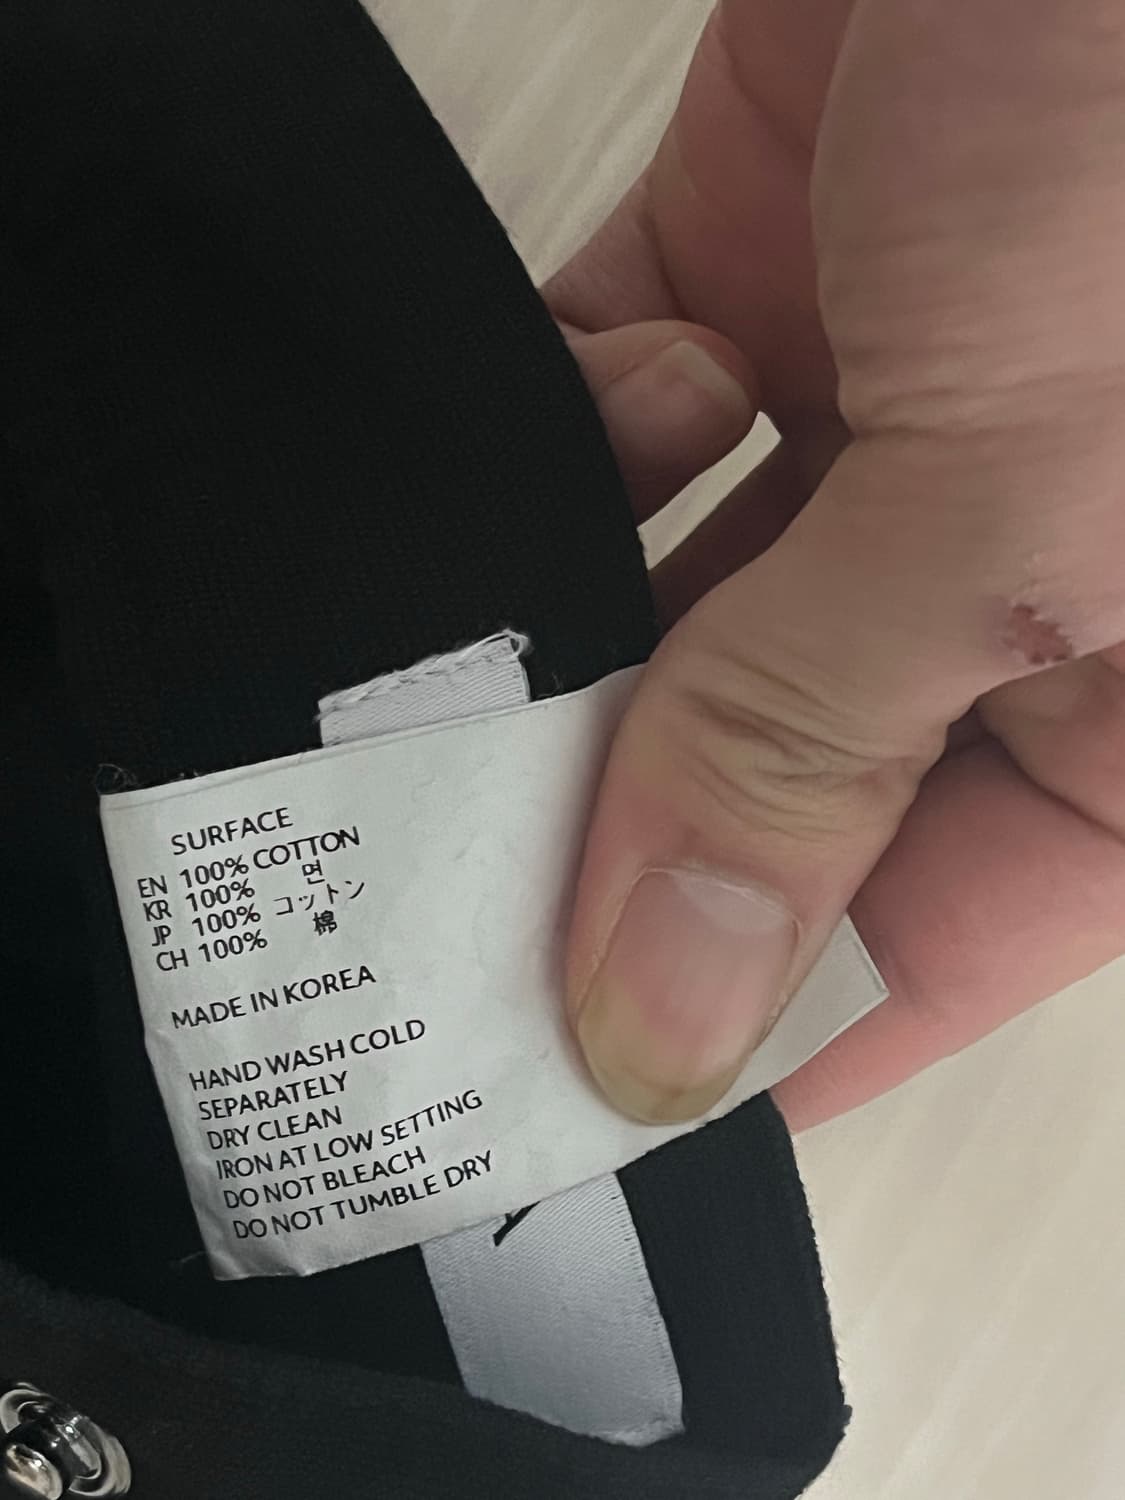 SURFACE
EN 100% COTTON
KR 100% 면
JP 100% コットン
CH 100% 棉
MADE IN KOREA
HAND WASH COLD
SEPARATELY
DRY CLEAN
IRON AT LOW SETTING
DO NOT BLEACH
DO NOT TUMBLE DRY